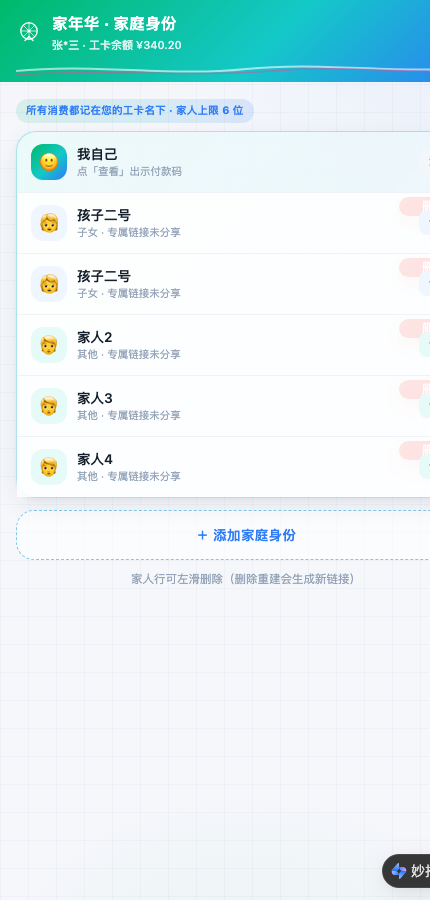 家年华 · 家庭身份
张*三 · 工卡余额 ¥340.20
所有消费都记在您的工卡名下 · 家人上限 6 位
我自己
点「查看」出示付款码
孩子二号
子女 · 专属链接未分享
孩子二号
子女 · 专属链接未分享
家人2
其他 · 专属链接未分享
家人3
其他 · 专属链接未分享
家人4
其他 · 专属链接未分享
+ 添加家庭身份
家人行可左滑删除（删除重建会生成新链接）
妙